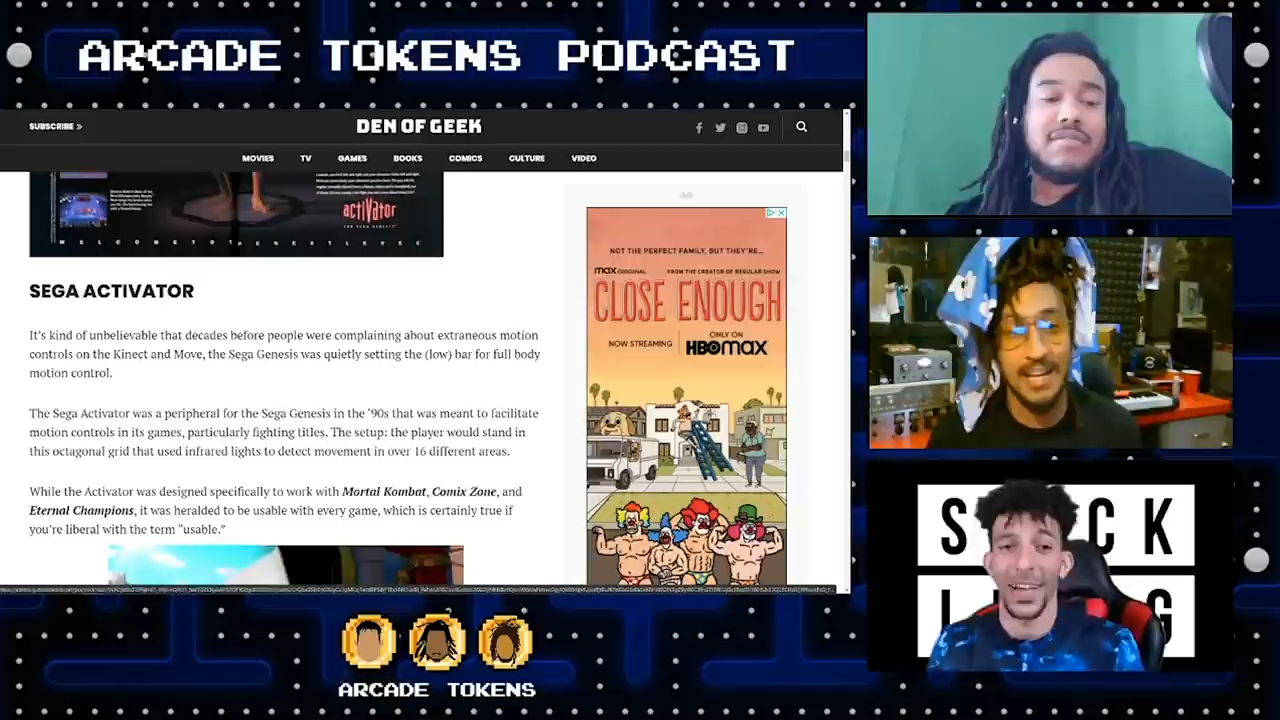 ARCADE TOKENS PODCAST
SUBSCRIBE
DEN OF GEEK
MOVIES TV GAMES BOOKS COMICS CULTURE VIDEO
activator
WELCOME TO THE NEXT LEVEL
SEGA ACTIVATOR
It's kind of unbelievable that decades before people were complaining about extraneous motion
controls on the Kinect and Move, the Sega Genesis was quietly setting the (low) bar for full body
motion control.
The Sega Activator was a peripheral for the Sega Genesis in the '90s that was meant to facilitate
motion controls in its games, particularly fighting titles. The setup: the player would stand in
this octagonal grid that used infrared lights to detect movement in over 16 different areas.
While the Activator was designed specifically to work with Mortal Kombat, Comix Zone, and
Eternal Champions, it was heralded to be usable with every game, which is certainly true if
you're liberal with the term “usable.”
NOT THE PERFECT FAMILY, BUT THEY'RE...
max ORIGINAL FROM THE CREATOR OF REGULAR SHOW
CLOSE ENOUGH
NOW STREAMING
ONLY ON
HBOmax
S CK
L G
ARCADE TOKENS